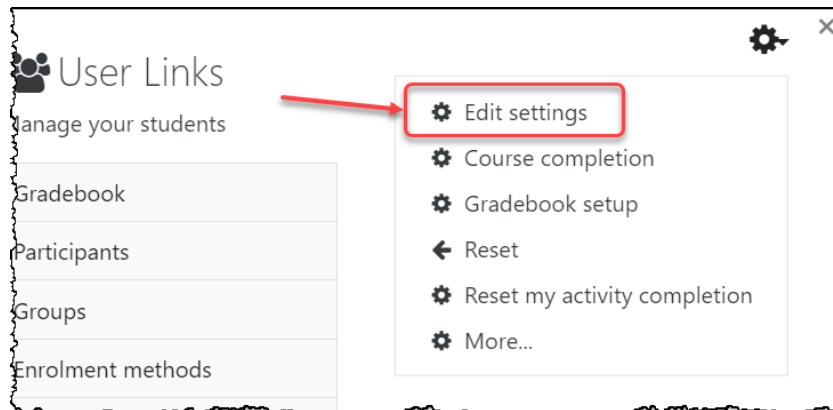 User Links
Manage your students
Gradebook
Participants
Groups
Enrolment methods
Edit settings
Course completion
Gradebook setup
Reset
Reset my activity completion
More...